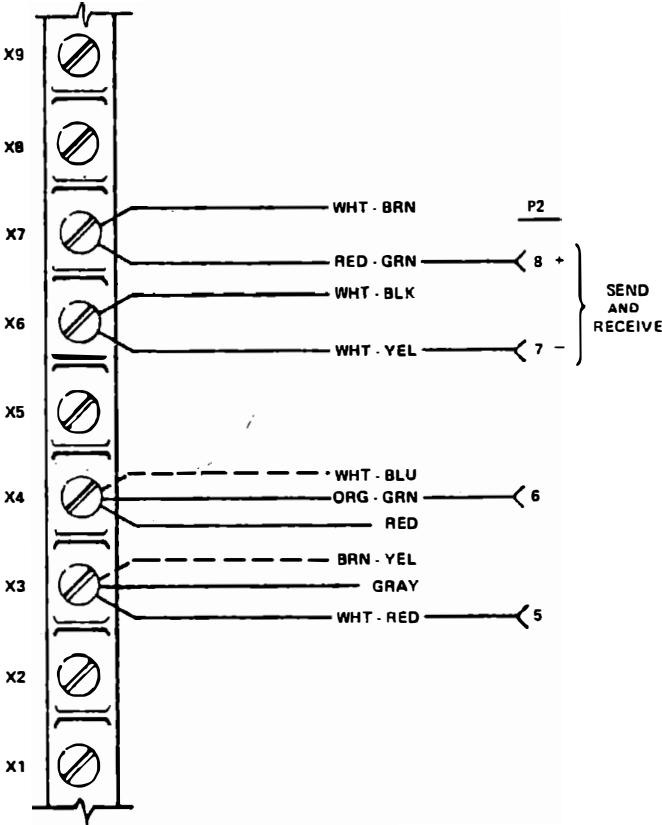 X9
X8
WHT - BRN
P2
X7
RED - GRN
8 +
WHT - BLK
SEND
AND
RECEIVE
X6
WHT - YEL
7 -
X5
WHT - BLU
X4
ORG - GRN
6
RED
BRN - YEL
X3
GRAY
WHT - RED
5
X2
X1